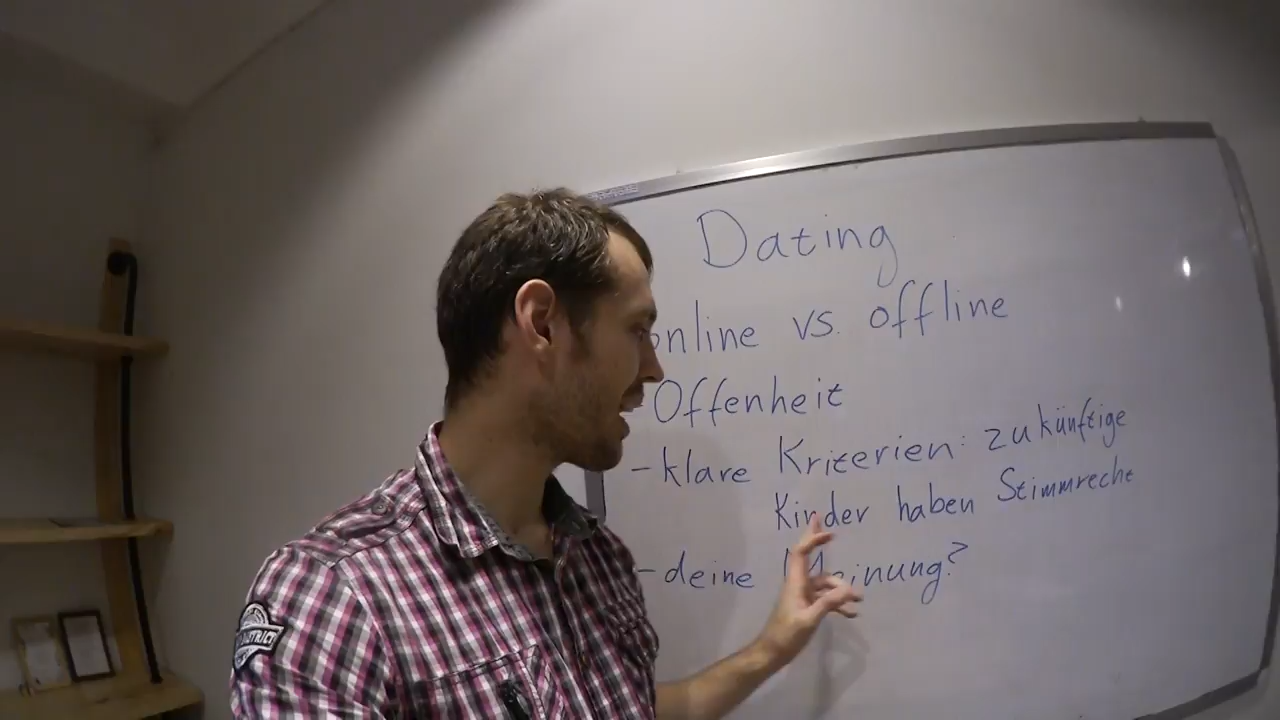 Dating
online vs. offline
-Offenheit
-klare Kriterien: zukünftige
Kinder haben Stimmrecht
-deine Meinung?